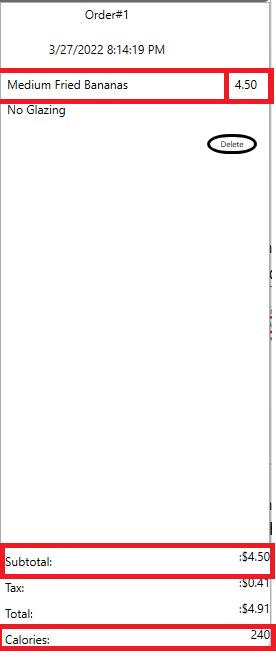 Order#1
3/27/2022 8:14:19 PM
Medium Fried Bananas 4.50
No Glazing
Delete
Subtotal: :$4.50
Tax: :$0.41
Total: :$4.91
Calories: 240